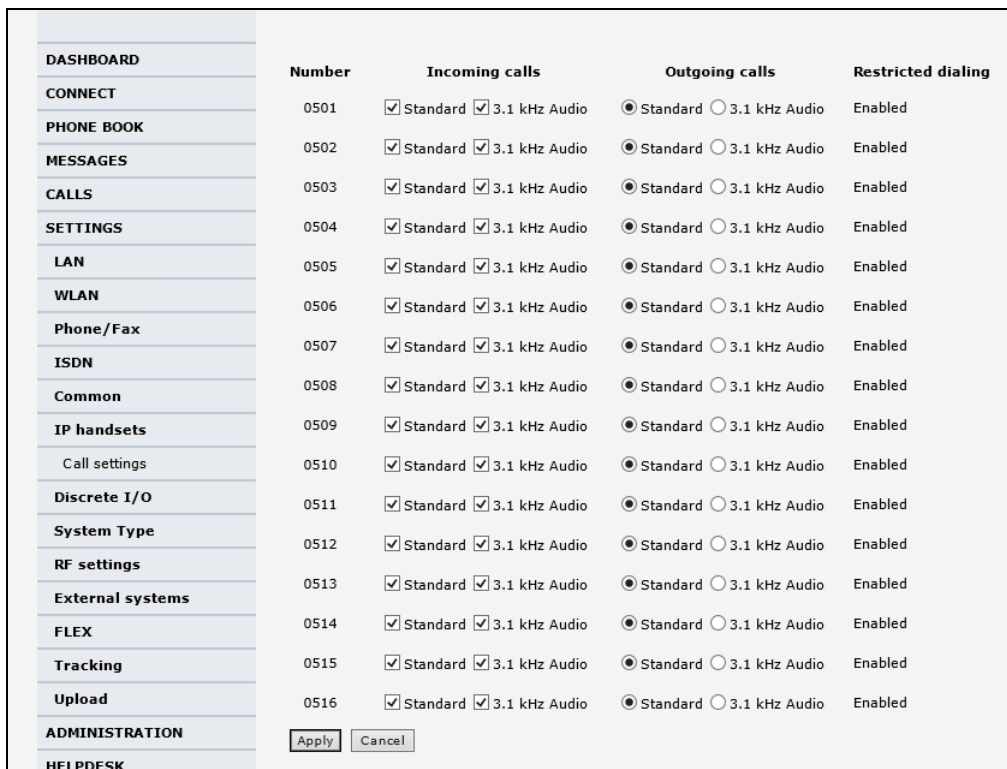 DASHBOARD
CONNECT
PHONE BOOK
MESSAGES
CALLS
SETTINGS
LAN
WLAN
Phone/Fax
ISDN
Common
IP handsets
Call settings
Discrete I/O
System Type
RF settings
External systems
FLEX
Tracking
Upload
ADMINISTRATION
HELPDESK
Number Incoming calls Outgoing calls Restricted dialing
0501 Standard 3.1 kHz Audio Standard 3.1 kHz Audio Enabled
0502 Standard 3.1 kHz Audio Standard 3.1 kHz Audio Enabled
0503 Standard 3.1 kHz Audio Standard 3.1 kHz Audio Enabled
0504 Standard 3.1 kHz Audio Standard 3.1 kHz Audio Enabled
0505 Standard 3.1 kHz Audio Standard 3.1 kHz Audio Enabled
0506 Standard 3.1 kHz Audio Standard 3.1 kHz Audio Enabled
0507 Standard 3.1 kHz Audio Standard 3.1 kHz Audio Enabled
0508 Standard 3.1 kHz Audio Standard 3.1 kHz Audio Enabled
0509 Standard 3.1 kHz Audio Standard 3.1 kHz Audio Enabled
0510 Standard 3.1 kHz Audio Standard 3.1 kHz Audio Enabled
0511 Standard 3.1 kHz Audio Standard 3.1 kHz Audio Enabled
0512 Standard 3.1 kHz Audio Standard 3.1 kHz Audio Enabled
0513 Standard 3.1 kHz Audio Standard 3.1 kHz Audio Enabled
0514 Standard 3.1 kHz Audio Standard 3.1 kHz Audio Enabled
0515 Standard 3.1 kHz Audio Standard 3.1 kHz Audio Enabled
0516 Standard 3.1 kHz Audio Standard 3.1 kHz Audio Enabled
Apply Cancel